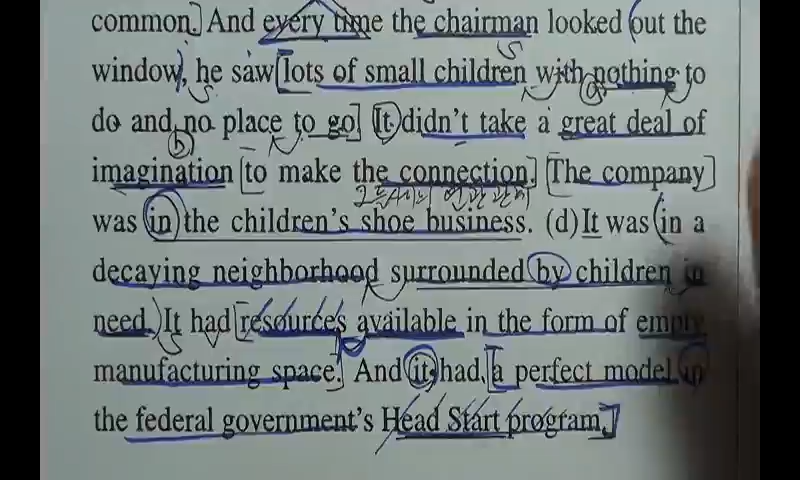 common. And every time the chairman looked out the
window, he saw lots of small children with nothing to
do and no place to go. It didn't take a great deal of
b
imagination to make the connection. The company
was in the children's shoe business. (d) It was in a
decaying neighborhood surrounded by children in
need. It had resources available in the form of empty
manufacturing space. And it had a perfect model in
the federal government's Head Start program.